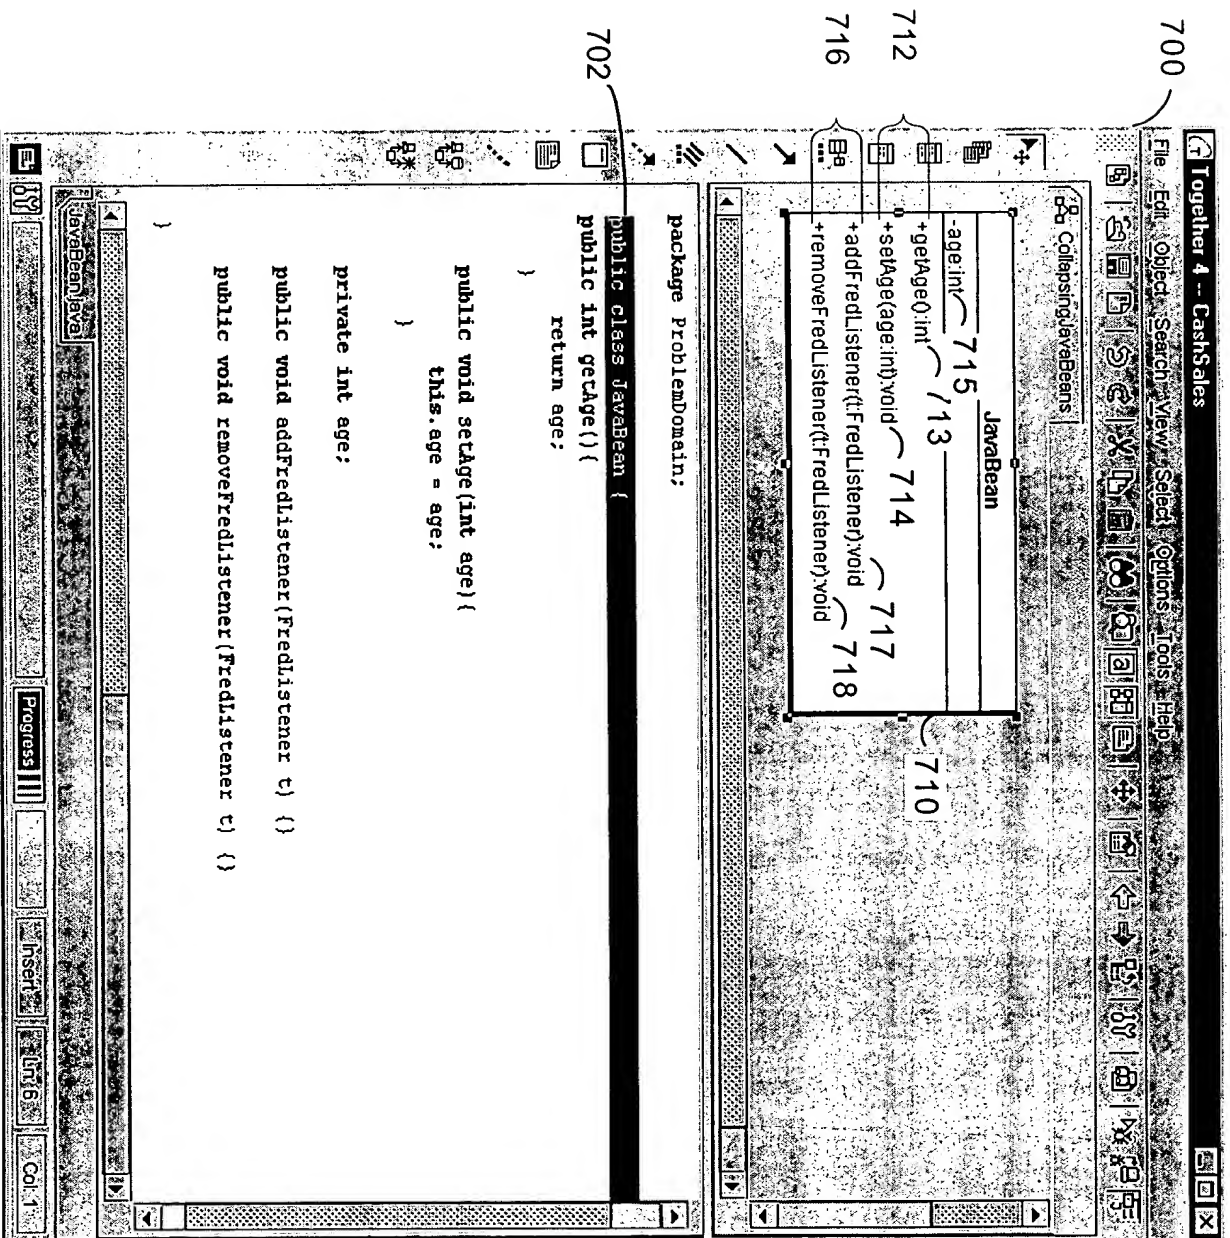 700
Together 4 -- CashSales
File Edit Object Search View Select Options Tools Help
CollapsingJavaBeans
JavaBean
-age:int
715
+getAge():int
713
+setAge(age:int):void
714
+addFredListener(t:FredListener):void
717
+removeFredListener(t:FredListener):void
718
710
712
716
702
package ProblemDomain;
public class JavaBean {
public int getAge(){
return age;
}
public void setAge(int age){
this.age = age;
}
private int age;
public void addFredListener(FredListener t) {}
public void removeFredListener(FredListener t) {}
}
JavaBean.java
Progress
Insert
Ln: 6
Col: 1